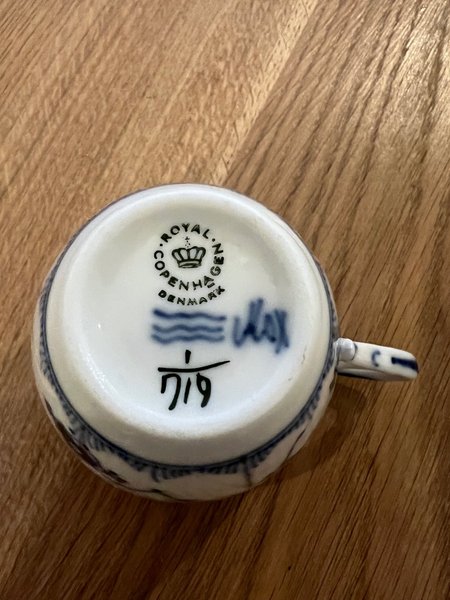 ROYAL COPENHAGEN
DENMARK
1
719